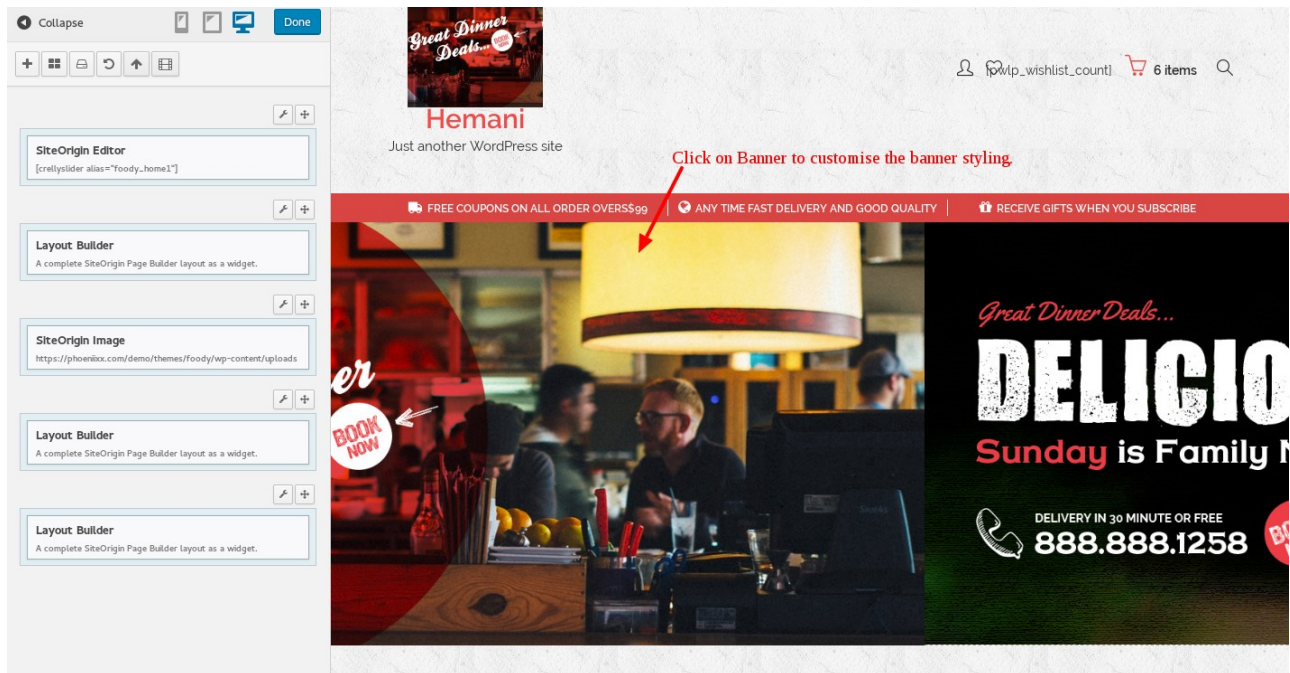 Collapse
Done
SiteOrigin Editor
[crellyslider alias="foody_home1"]
Layout Builder
A complete SiteOrigin Page Builder layout as a widget.
SiteOrigin Image
https://phoeniixx.com/demo/themes/foody/wp-content/uploads
Layout Builder
A complete SiteOrigin Page Builder layout as a widget.
Layout Builder
A complete SiteOrigin Page Builder layout as a widget.
Great Dinner
Deals...
BOOK NOW
Hemani
Just another WordPress site
wlp_wishlist_count]
6 items
Click on Banner to customise the banner styling.
FREE COUPONS ON ALL ORDER OVERS$99
ANY TIME FAST DELIVERY AND GOOD QUALITY
RECEIVE GIFTS WHEN YOU SUBSCRIBE
er
BOOK
NOW
Great Dinner Deals...
DELICIO
Sunday is Family
DELIVERY IN 30 MINUTE OR FREE
888.888.1258